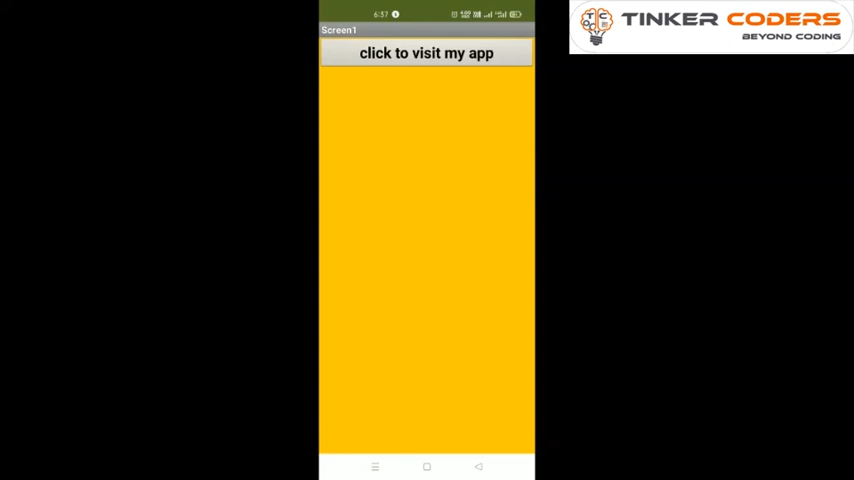 6:37
Screen1
click to visit my app
TINKER CODERS
BEYOND CODING